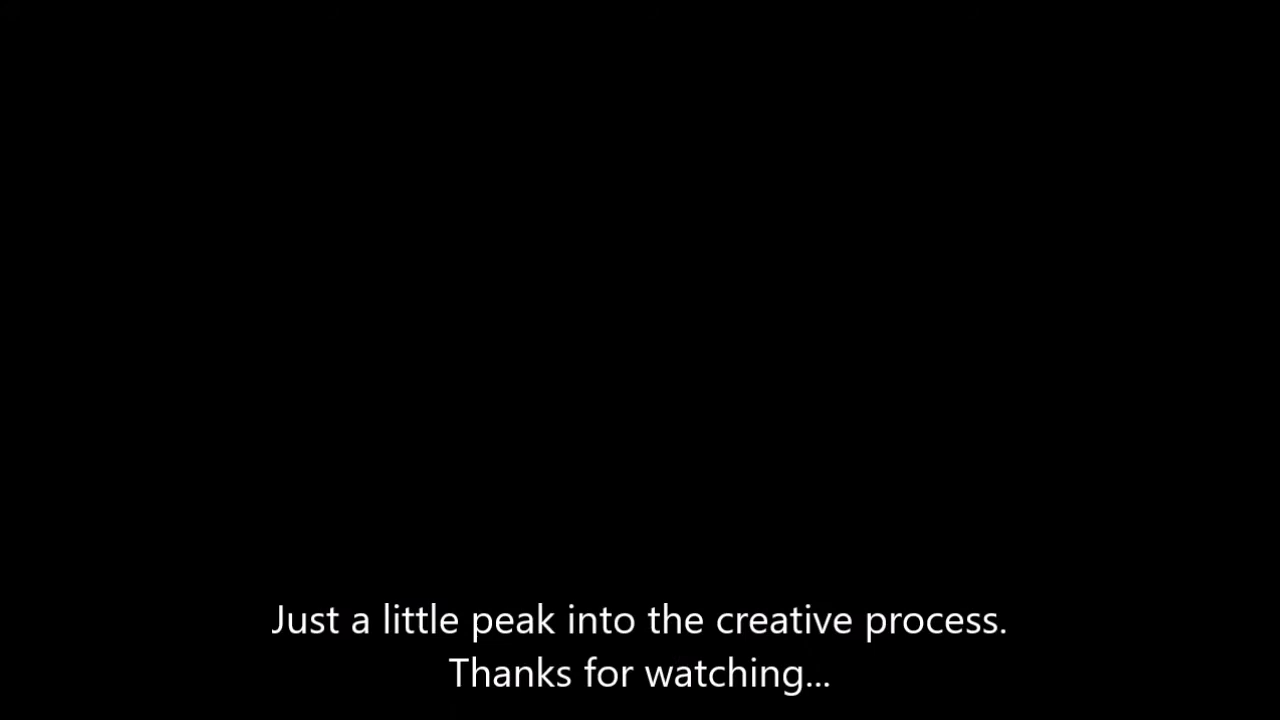 Just a little peak into the creative process.
Thanks for watching...